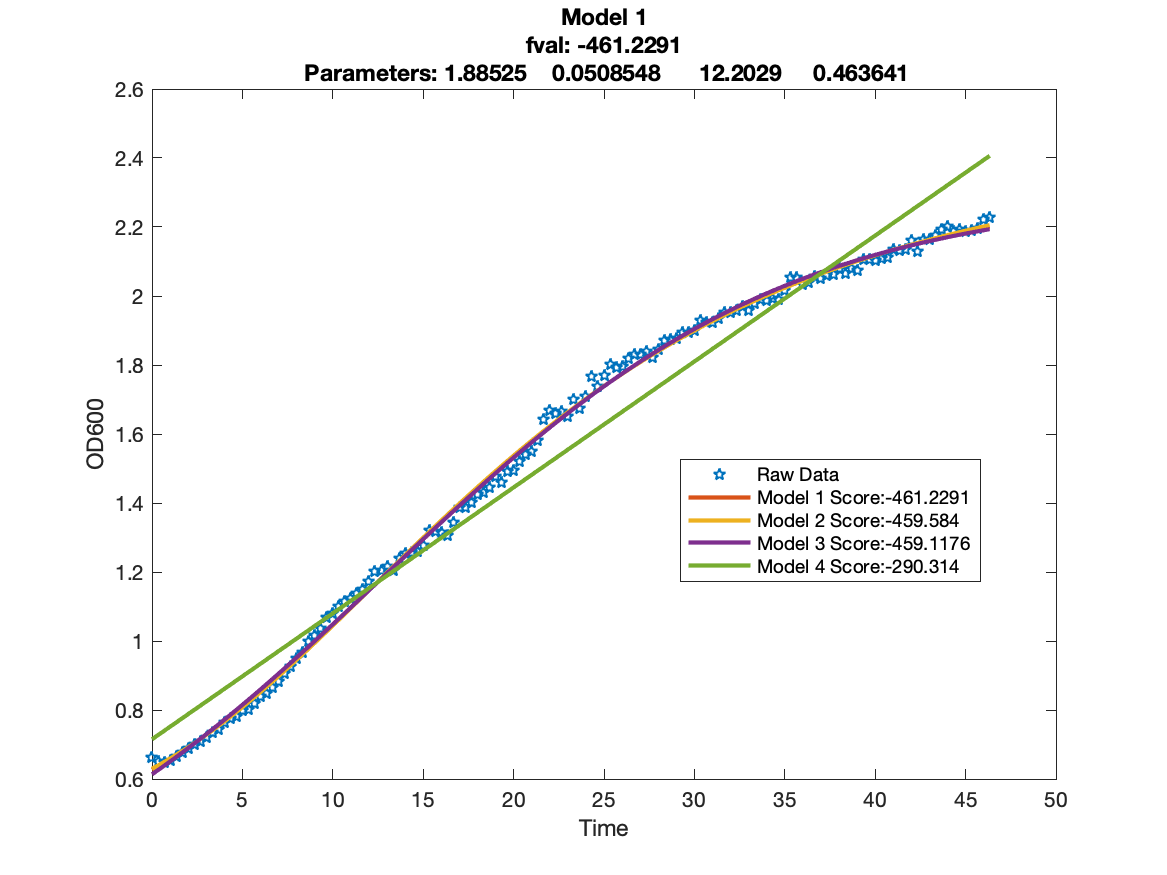 Model 1
fval: -461.2291
Parameters: 1.88525 0.0508548 12.2029 0.463641
2.6
2.4
2.2
2
1.8
1.6
1.4
1.2
1
0.8
0.6
OD600
Raw Data
Model 1 Score:-461.2291
Model 2 Score:-459.584
Model 3 Score:-459.1176
Model 4 Score:-290.314
0 5 10 15 20 25 30 35 40 45 50
Time